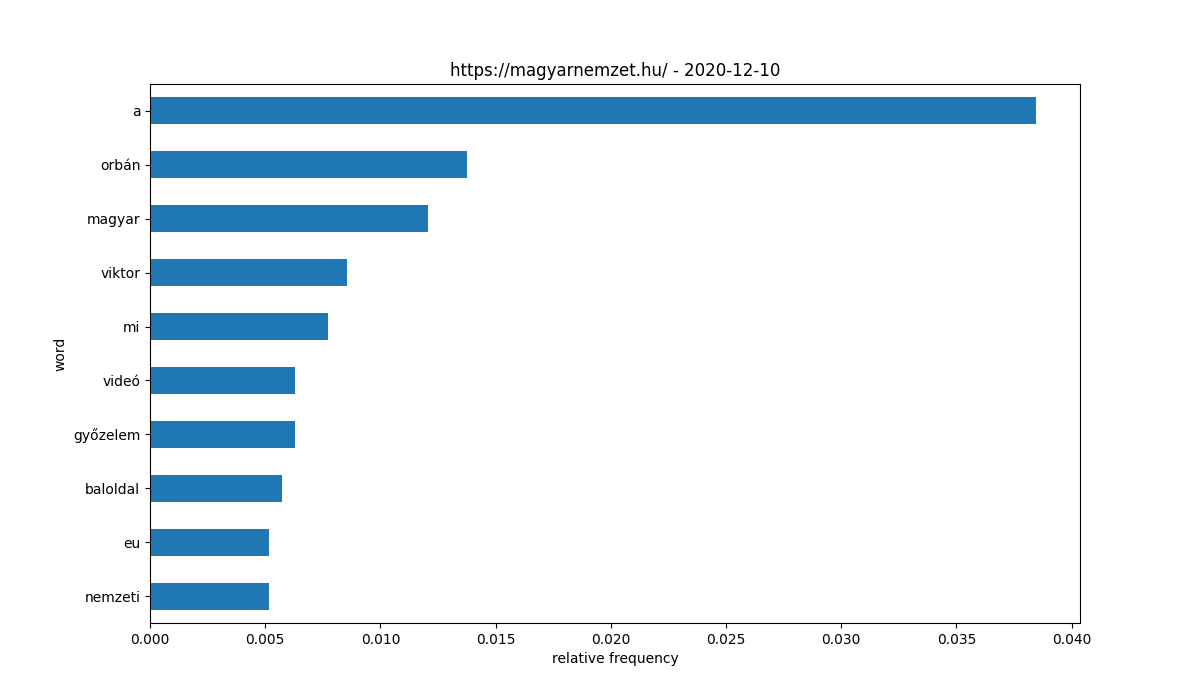 https://magyarnemzet.hu/ - 2020-12-10
a
orbán
magyar
viktor
mi
videó
győzelem
baloldal
eu
nemzeti
word
0.000 0.005 0.010 0.015 0.020 0.025 0.030 0.035 0.040
relative frequency